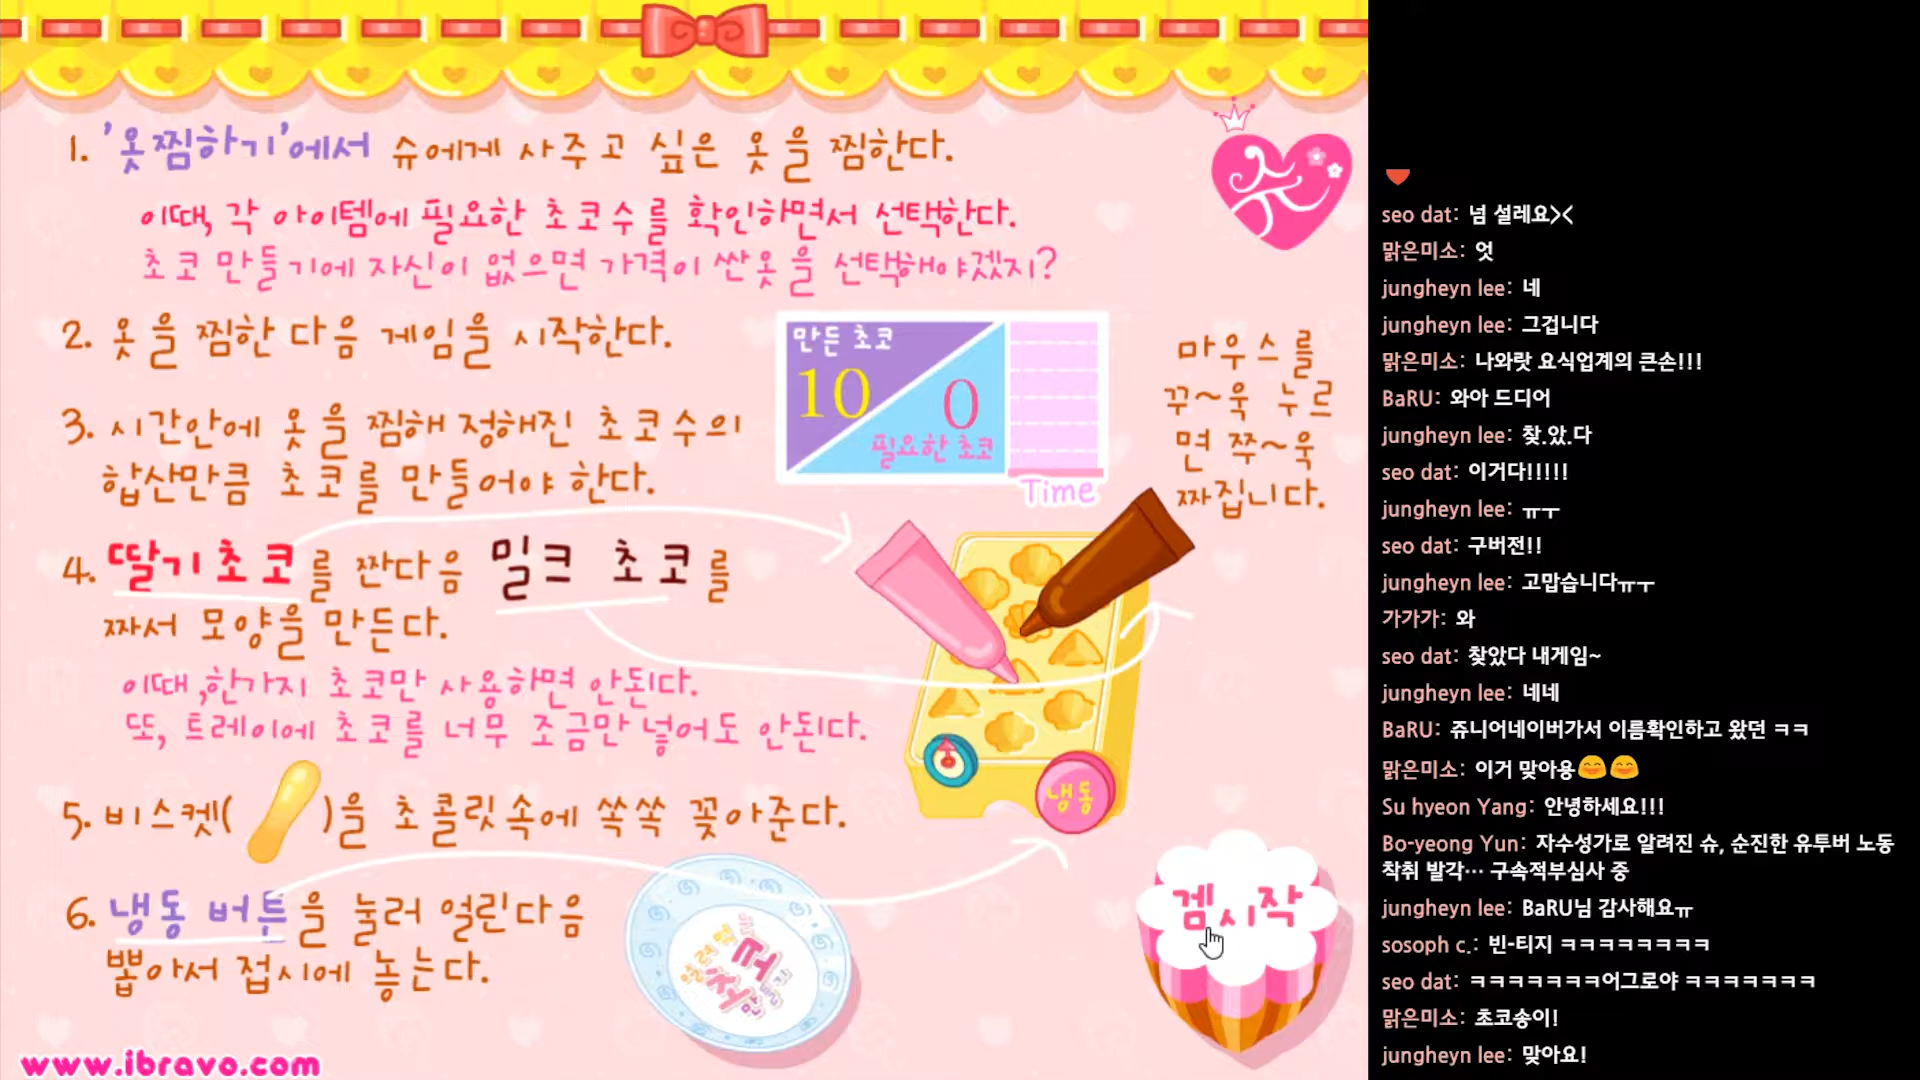 1. '옷찜하기'에서 슈에게 사주고 싶은 옷을 찜한다.
이때, 각 아이템에 필요한 초코수를 확인하면서 선택한다.
초코 만들기에 자신이 없으면 가격이 싼옷을 선택해야겠지?
2. 옷을 찜한 다음 게임을 시작한다.
3. 시간안에 옷을 찜해 정해진 초코수의
합산만큼 초코를 만들어야 한다.
만든 초코
10
0
필요한 초코
Time
마우스를
꾸~욱 누르
면 쭈~욱
짜집니다.
4. 딸기초코를 짠다음 밀크 초코를
짜서 모양을 만든다.
이때,한가지 초코만 사용하면 안된다.
또, 트레이에 초코를 너무 조금만 넣어도 안된다.
5. 비스켓( )을 초콜릿속에 쏙쏙 꽂아준다.
6. 냉동 버튼을 눌러 얼린다음
뽑아서 접시에 놓는다.
냉동
슈
겜시작
www.ibravo.com
seo dat: 넘 설레요><
맑은미소: 엇
jungheyn lee: 네
jungheyn lee: 그겁니다
맑은미소: 나와랏 요식업계의 큰손!!!
BaRU: 와아 드디어
jungheyn lee: 찾.았.다
seo dat: 이거다!!!!!
jungheyn lee: ㅠㅜ
seo dat: 구버전!!
jungheyn lee: 고맙습니다ㅠㅜ
가가가: 와
seo dat: 찾았다 내게임~
jungheyn lee: 네네
BaRU: 쥬니어네이버가서 이름확인하고 왔던 ㅋㅋ
맑은미소: 이거 맞아용😊😊
Su hyeon Yang: 안녕하세요!!!
Bo-yeong Yun: 자수성가로 알려진 슈, 순진한 유투버 노동
착취 발각… 구속적부심사 중
jungheyn lee: BaRU님 감사해요ㅠ
sosoph c.: 빈-티지 ㅋㅋㅋㅋㅋㅋㅋㅋ
seo dat: ㅋㅋㅋㅋㅋㅋㅋ어그로야 ㅋㅋㅋㅋㅋㅋㅋ
맑은미소: 초코송이!
jungheyn lee: 맞아요!